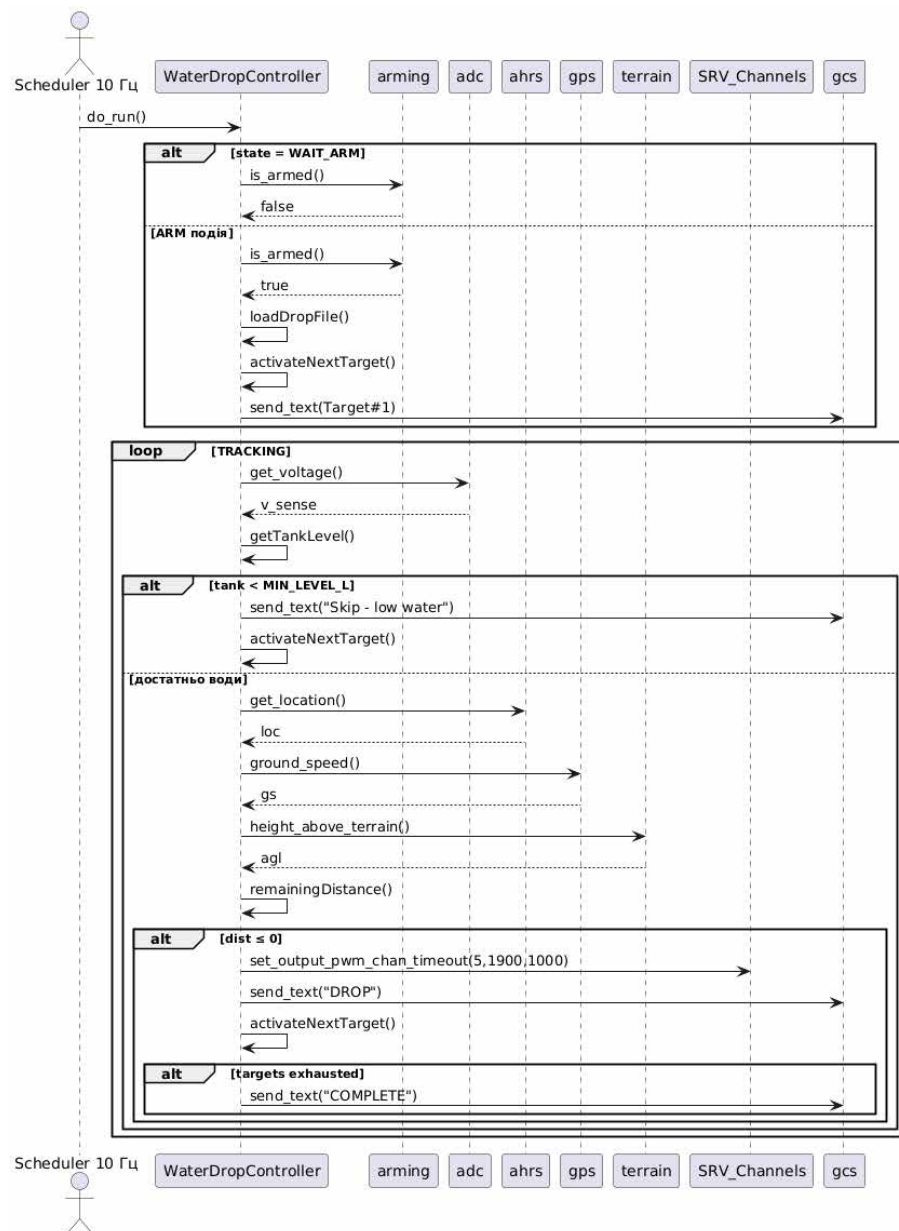 Scheduler 10 Гц
WaterDropController
arming
adc
ahrs
gps
terrain
SRV_Channels
gcs
do_run()
alt [state = WAIT_ARM]
is_armed()
false
[ARM подія]
is_armed()
true
loadDropFile()
activateNextTarget()
send_text(Target#1)
loop [TRACKING]
get_voltage()
v_sense
getTankLevel()
alt [tank < MIN_LEVEL_L]
send_text("Skip - low water")
activateNextTarget()
[достатньо води]
get_location()
loc
ground_speed()
gs
height_above_terrain()
agl
remainingDistance()
alt [dist ≤ 0]
set_output_pwm_chan_timeout(5,1900,1000)
send_text("DROP")
activateNextTarget()
alt [targets exhausted]
send_text("COMPLETE")
Scheduler 10 Гц
WaterDropController
arming
adc
ahrs
gps
terrain
SRV_Channels
gcs